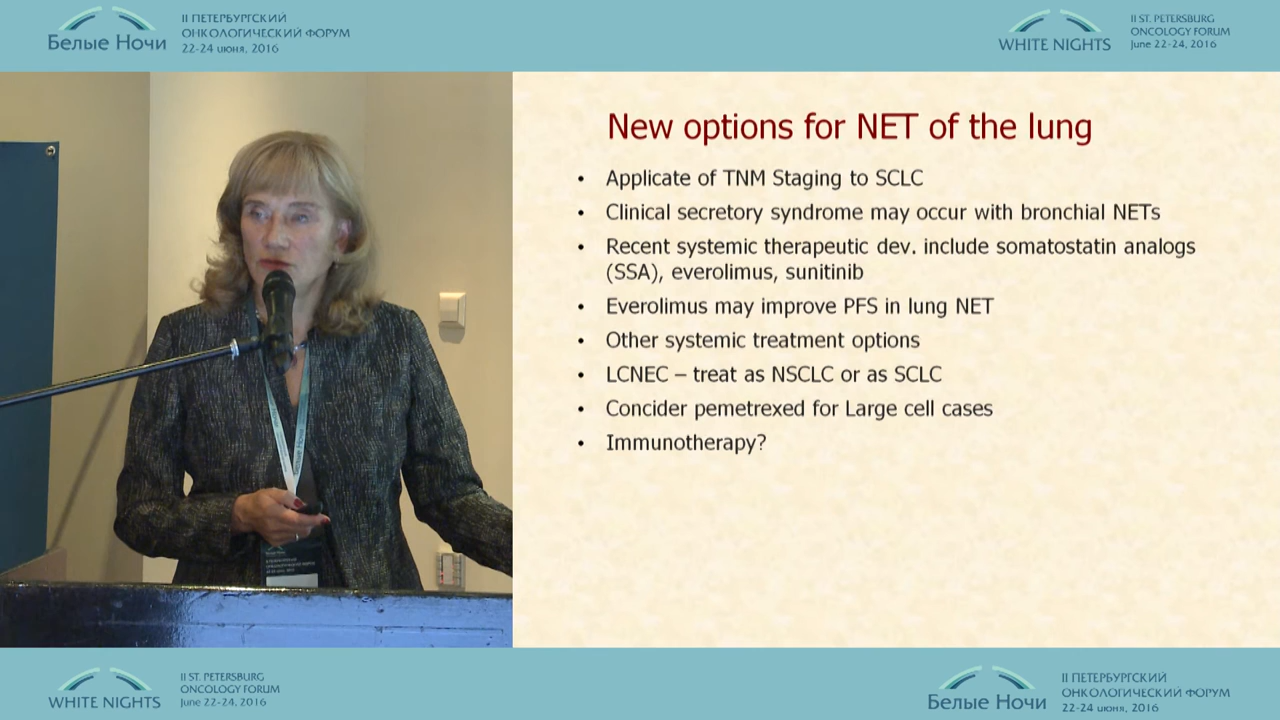 Белые Ночи
II ПЕТЕРБУРГСКИЙ
ОНКОЛОГИЧЕСКИЙ ФОРУМ
22-24 июня, 2016
WHITE NIGHTS
II ST. PETERSBURG
ONCOLOGY FORUM
June 22-24, 2016
New options for NET of the lung
• Applicate of TNM Staging to SCLC
• Clinical secretory syndrome may occur with bronchial NETs
• Recent systemic therapeutic dev. include somatostatin analogs
(SSA), everolimus, sunitinib
• Everolimus may improve PFS in lung NET
• Other systemic treatment options
• LCNEC – treat as NSCLC or as SCLC
• Concider pemetrexed for Large cell cases
• Immunotherapy?
WHITE NIGHTS
II ST. PETERSBURG
ONCOLOGY FORUM
June 22-24, 2016
Белые Ночи
II ПЕТЕРБУРГСКИЙ
ОНКОЛОГИЧЕСКИЙ ФОРУМ
22-24 июня, 2016